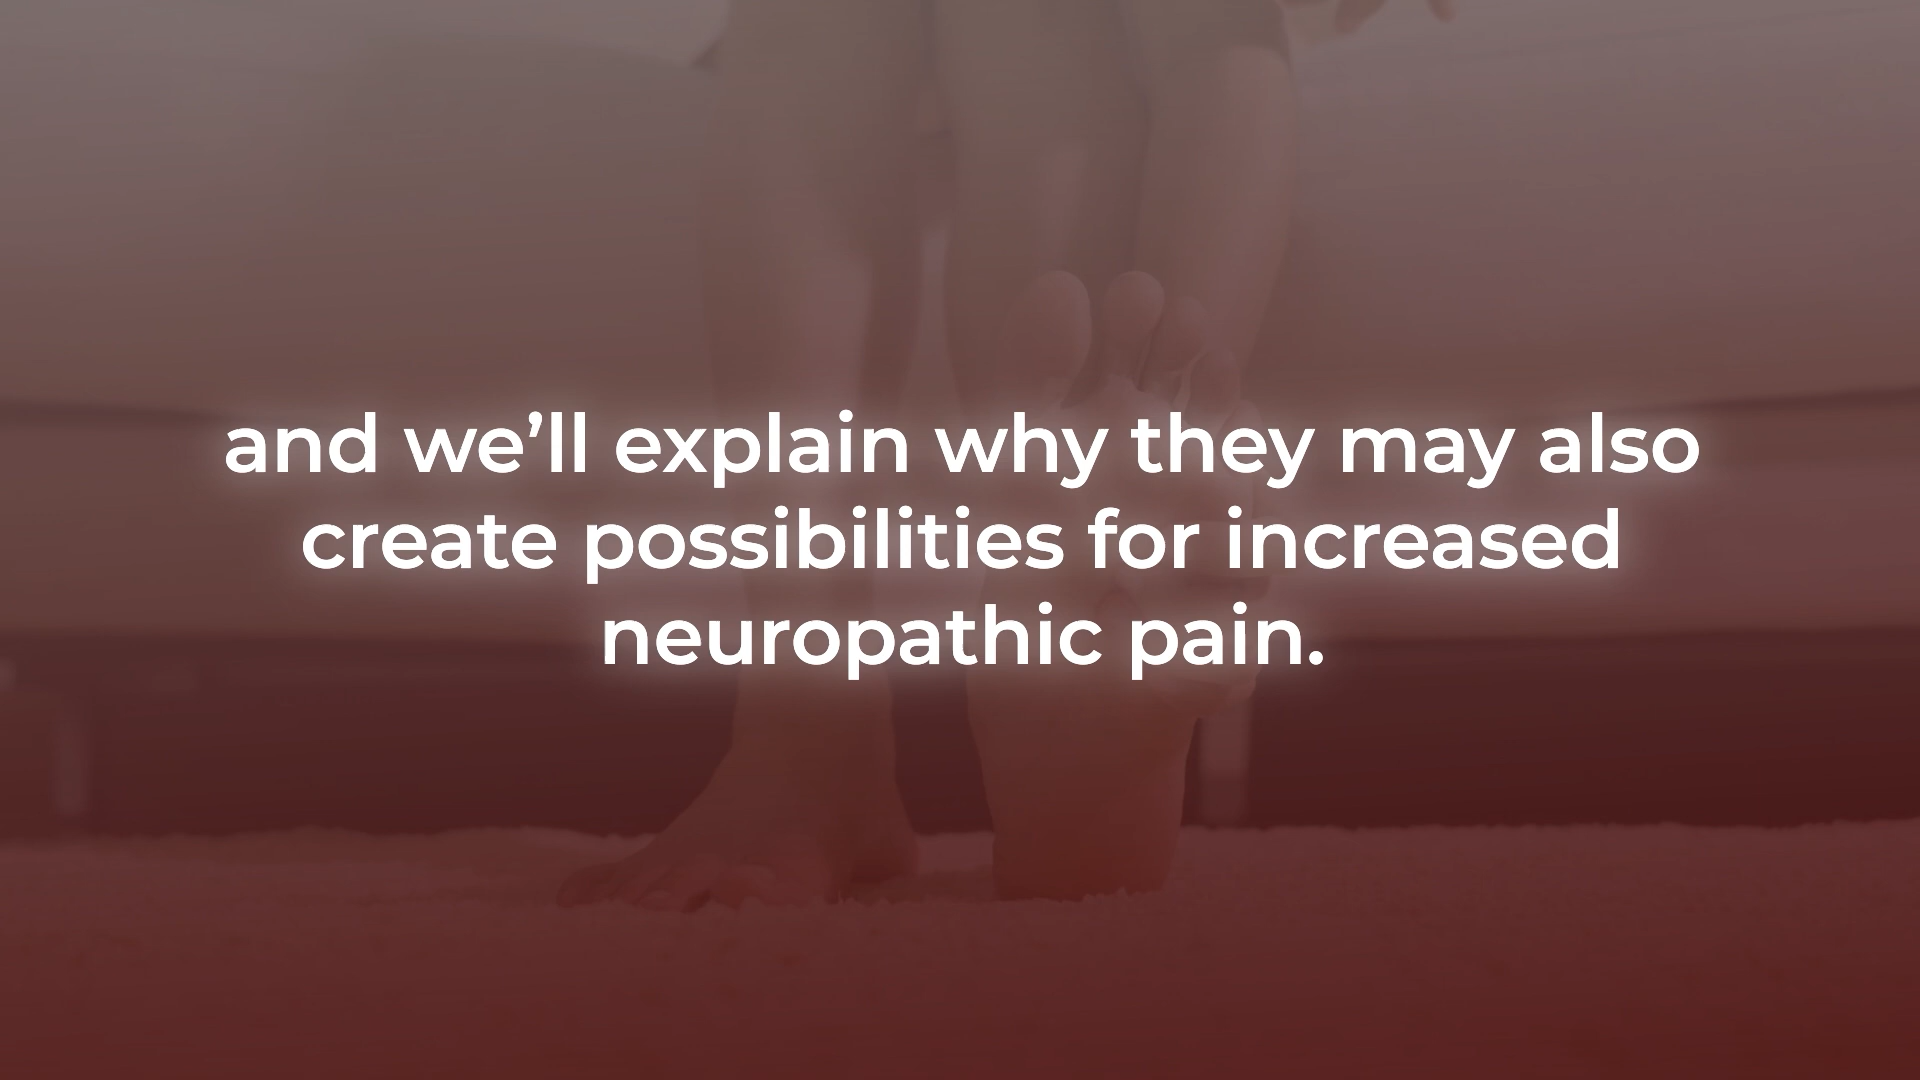 and we’ll explain why they may also
create possibilities for increased
neuropathic pain.